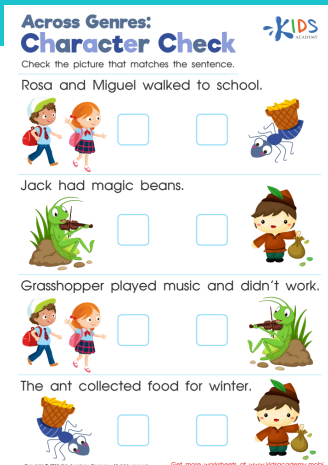 Across Genres:
Character Check
KIDS
ACADEMY
Check the picture that matches the sentence.
Rosa and Miguel walked to school.
Jack had magic beans.
Grasshopper played music and didn't work.
The ant collected food for winter.
Get more worksheets at www.kidsacademy.mobi